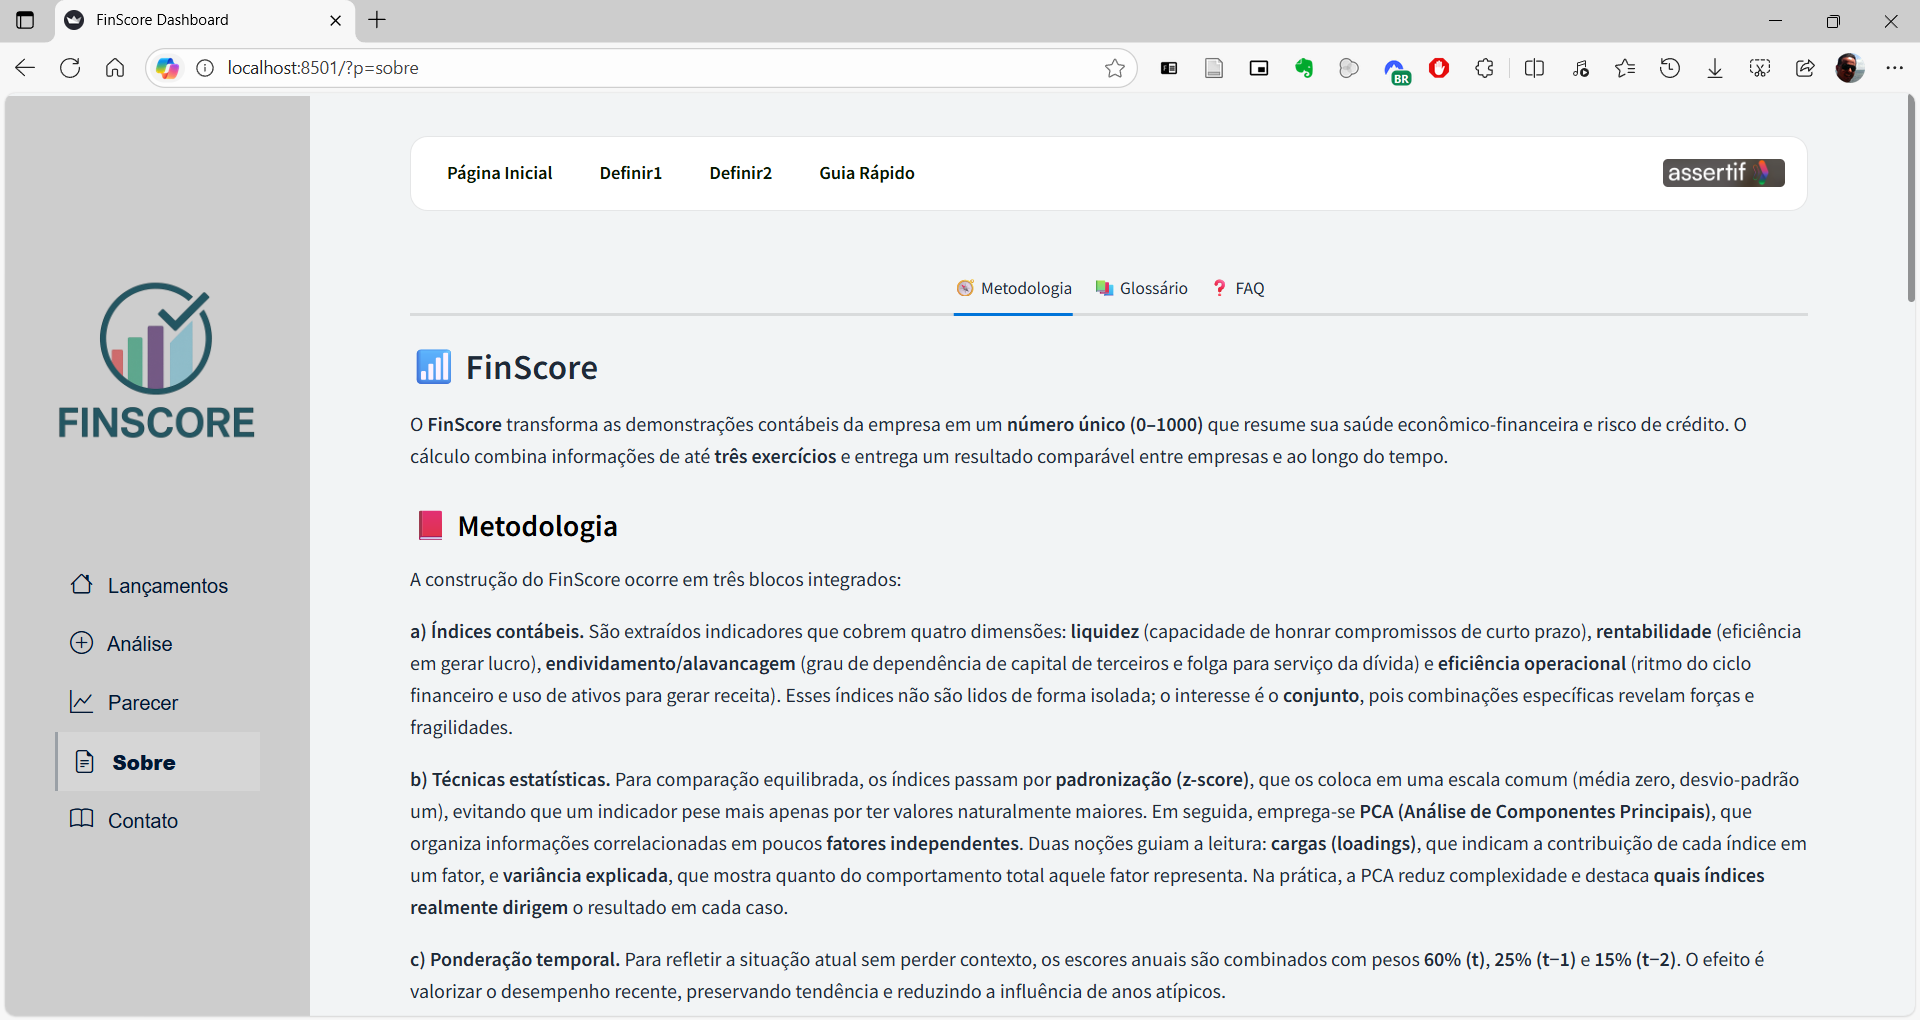 FinScore Dashboard
localhost:8501/?p=sobre
BR
Página Inicial
Definir1
Definir2
Guia Rápido
assertif
FINSCORE
Lançamentos
Análise
Parecer
Sobre
Contato
Metodologia
Glossário
FAQ
FinScore
O FinScore transforma as demonstrações contábeis da empresa em um número único (0–1000) que resume sua saúde econômico-financeira e risco de crédito. O
cálculo combina informações de até três exercícios e entrega um resultado comparável entre empresas e ao longo do tempo.
Metodologia
A construção do FinScore ocorre em três blocos integrados:
a) Índices contábeis. São extraídos indicadores que cobrem quatro dimensões: liquidez (capacidade de honrar compromissos de curto prazo), rentabilidade (eficiência
em gerar lucro), endividamento/alavancagem (grau de dependência de capital de terceiros e folga para serviço da dívida) e eficiência operacional (ritmo do ciclo
financeiro e uso de ativos para gerar receita). Esses índices não são lidos de forma isolada; o interesse é o conjunto, pois combinações específicas revelam forças e
fragilidades.
b) Técnicas estatísticas. Para comparação equilibrada, os índices passam por padronização (z-score), que os coloca em uma escala comum (média zero, desvio-padrão
um), evitando que um indicador pese mais apenas por ter valores naturalmente maiores. Em seguida, emprega-se PCA (Análise de Componentes Principais), que
organiza informações correlacionadas em poucos fatores independentes. Duas noções guiam a leitura: cargas (loadings), que indicam a contribuição de cada índice em
um fator, e variância explicada, que mostra quanto do comportamento total aquele fator representa. Na prática, a PCA reduz complexidade e destaca quais índices
realmente dirigem o resultado em cada caso.
c) Ponderação temporal. Para refletir a situação atual sem perder contexto, os escores anuais são combinados com pesos 60% (t), 25% (t−1) e 15% (t−2). O efeito é
valorizar o desempenho recente, preservando tendência e reduzindo a influência de anos atípicos.